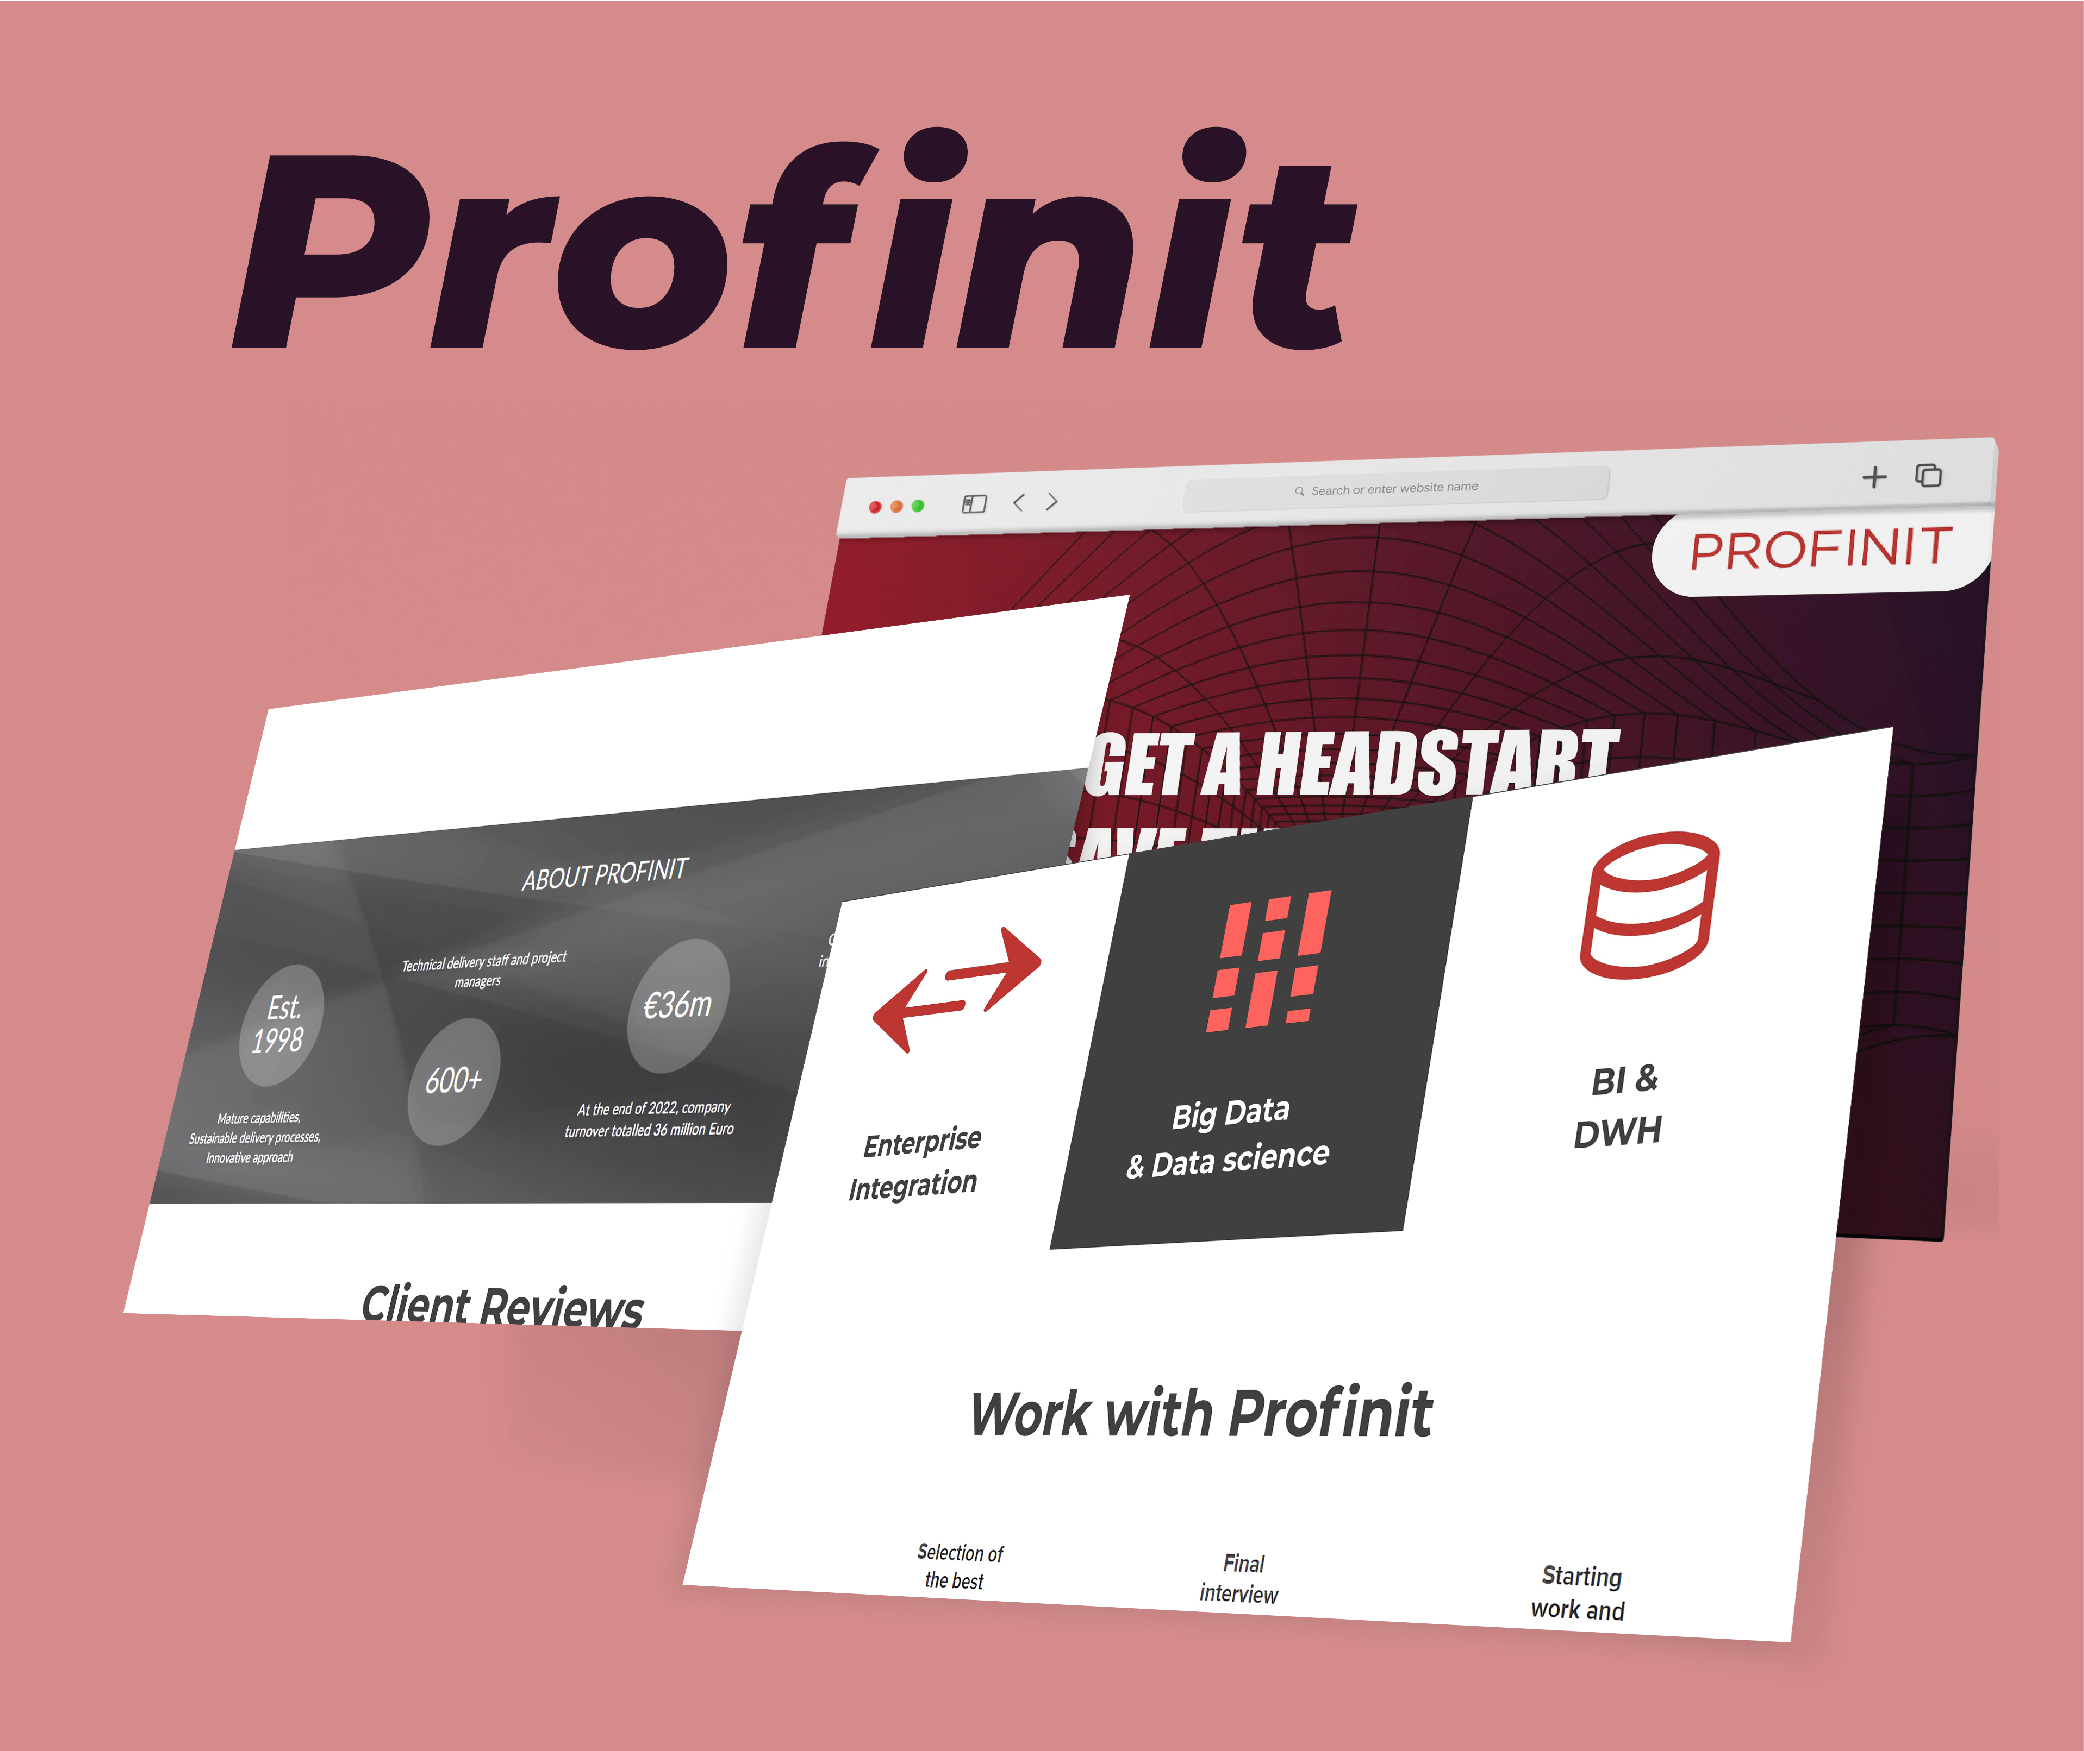 Profinit
Search or enter website name
PROFINIT
GET A HEADSTART
ABOUT PROFINIT
Est.
1998
Mature capabilities,
Sustainable delivery processes,
Innovative approach
Technical delivery staff and project
managers
600+
€36m
At the end of 2022, company
turnover totalled 36 million Euro
Client Reviews
Enterprise
Integration
Big Data
& Data science
BI &
DWH
Work with Profinit
Selection of
the best
Final
interview
Starting
work and